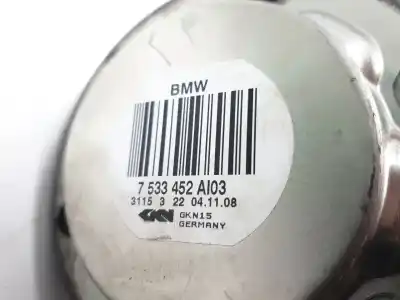 BMW
7 533 452 AI03
3115 3 22 04.11.08
GKN GKN15
GERMANY